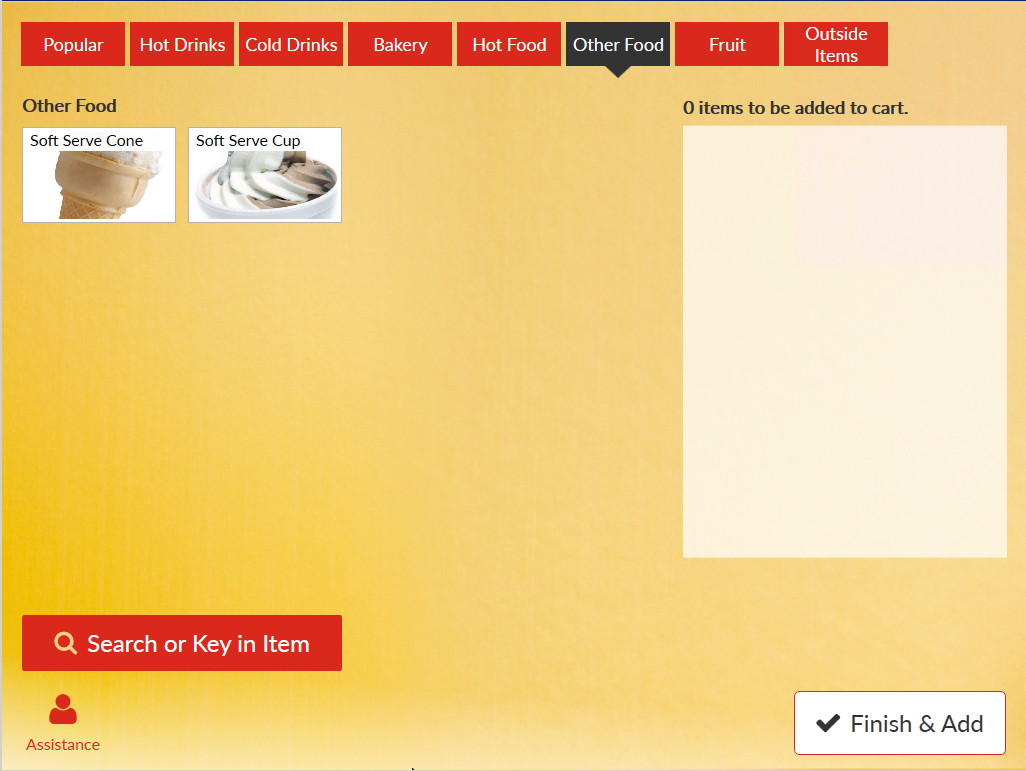 Popular
Hot Drinks
Cold Drinks
Bakery
Hot Food
Other Food
Fruit
Outside
Items
Other Food
0 items to be added to cart.
Soft Serve Cone
Soft Serve Cup
Search or Key in Item
Assistance
Finish & Add